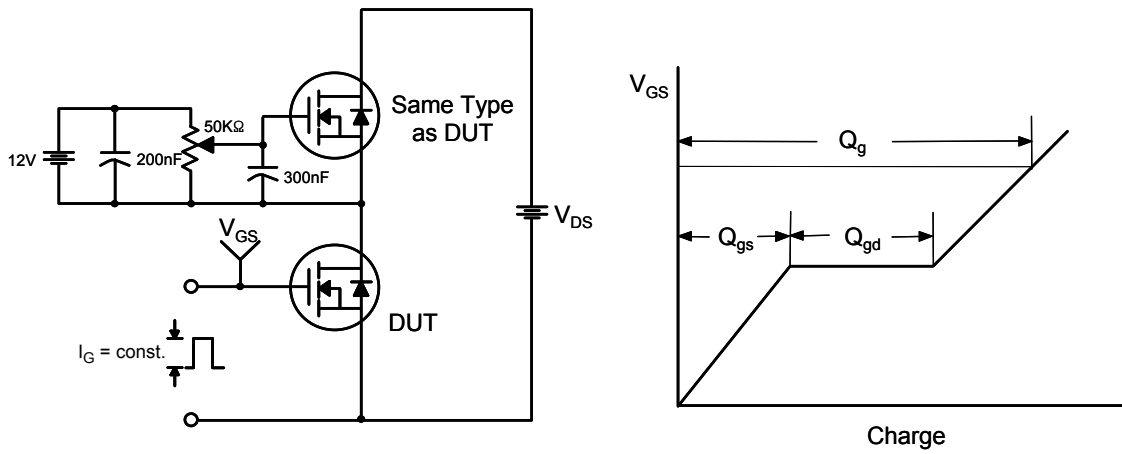 12V
200nF
50KΩ
300nF
Same Type
as DUT
V_DS
V_GS
DUT
I_G = const.
V_GS
Q_g
Q_gs
Q_gd
Charge